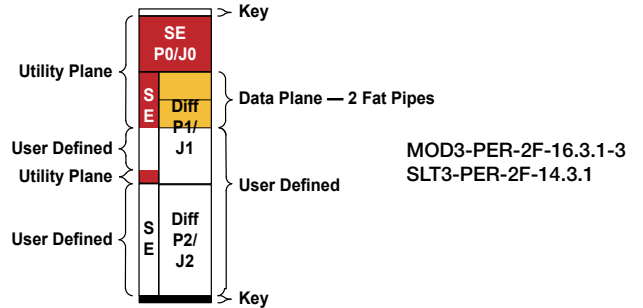 Key
SE
P0/J0
Utility Plane
S
E
Diff
P1/
J1
Data Plane — 2 Fat Pipes
User Defined
Utility Plane
User Defined
MOD3-PER-2F-16.3.1-3
SLT3-PER-2F-14.3.1
User Defined
S
E
Diff
P2/
J2
Key